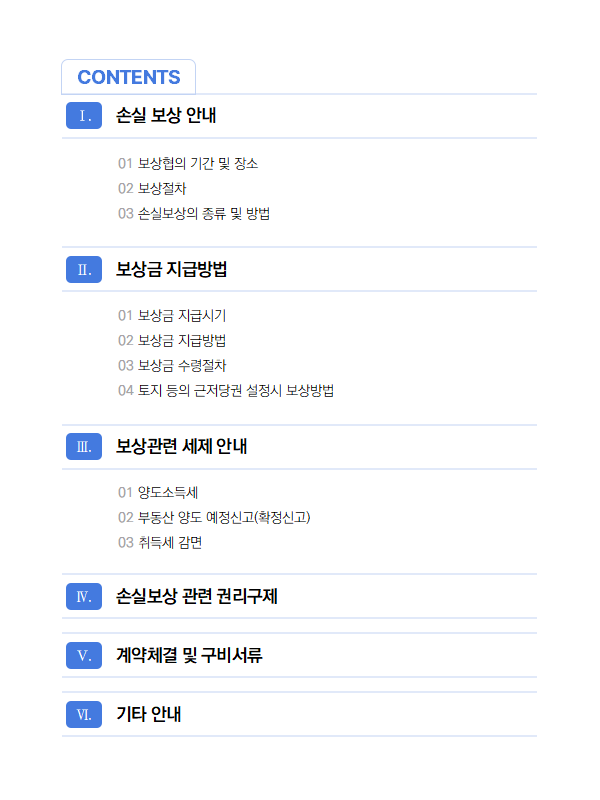 CONTENTS
Ⅰ. 손실 보상 안내
01 보상협의 기간 및 장소
02 보상절차
03 손실보상의 종류 및 방법
Ⅱ. 보상금 지급방법
01 보상금 지급시기
02 보상금 지급방법
03 보상금 수령절차
04 토지 등의 근저당권 설정시 보상방법
Ⅲ. 보상관련 세제 안내
01 양도소득세
02 부동산 양도 예정신고(확정신고)
03 취득세 감면
Ⅳ. 손실보상 관련 권리구제
Ⅴ. 계약체결 및 구비서류
Ⅵ. 기타 안내